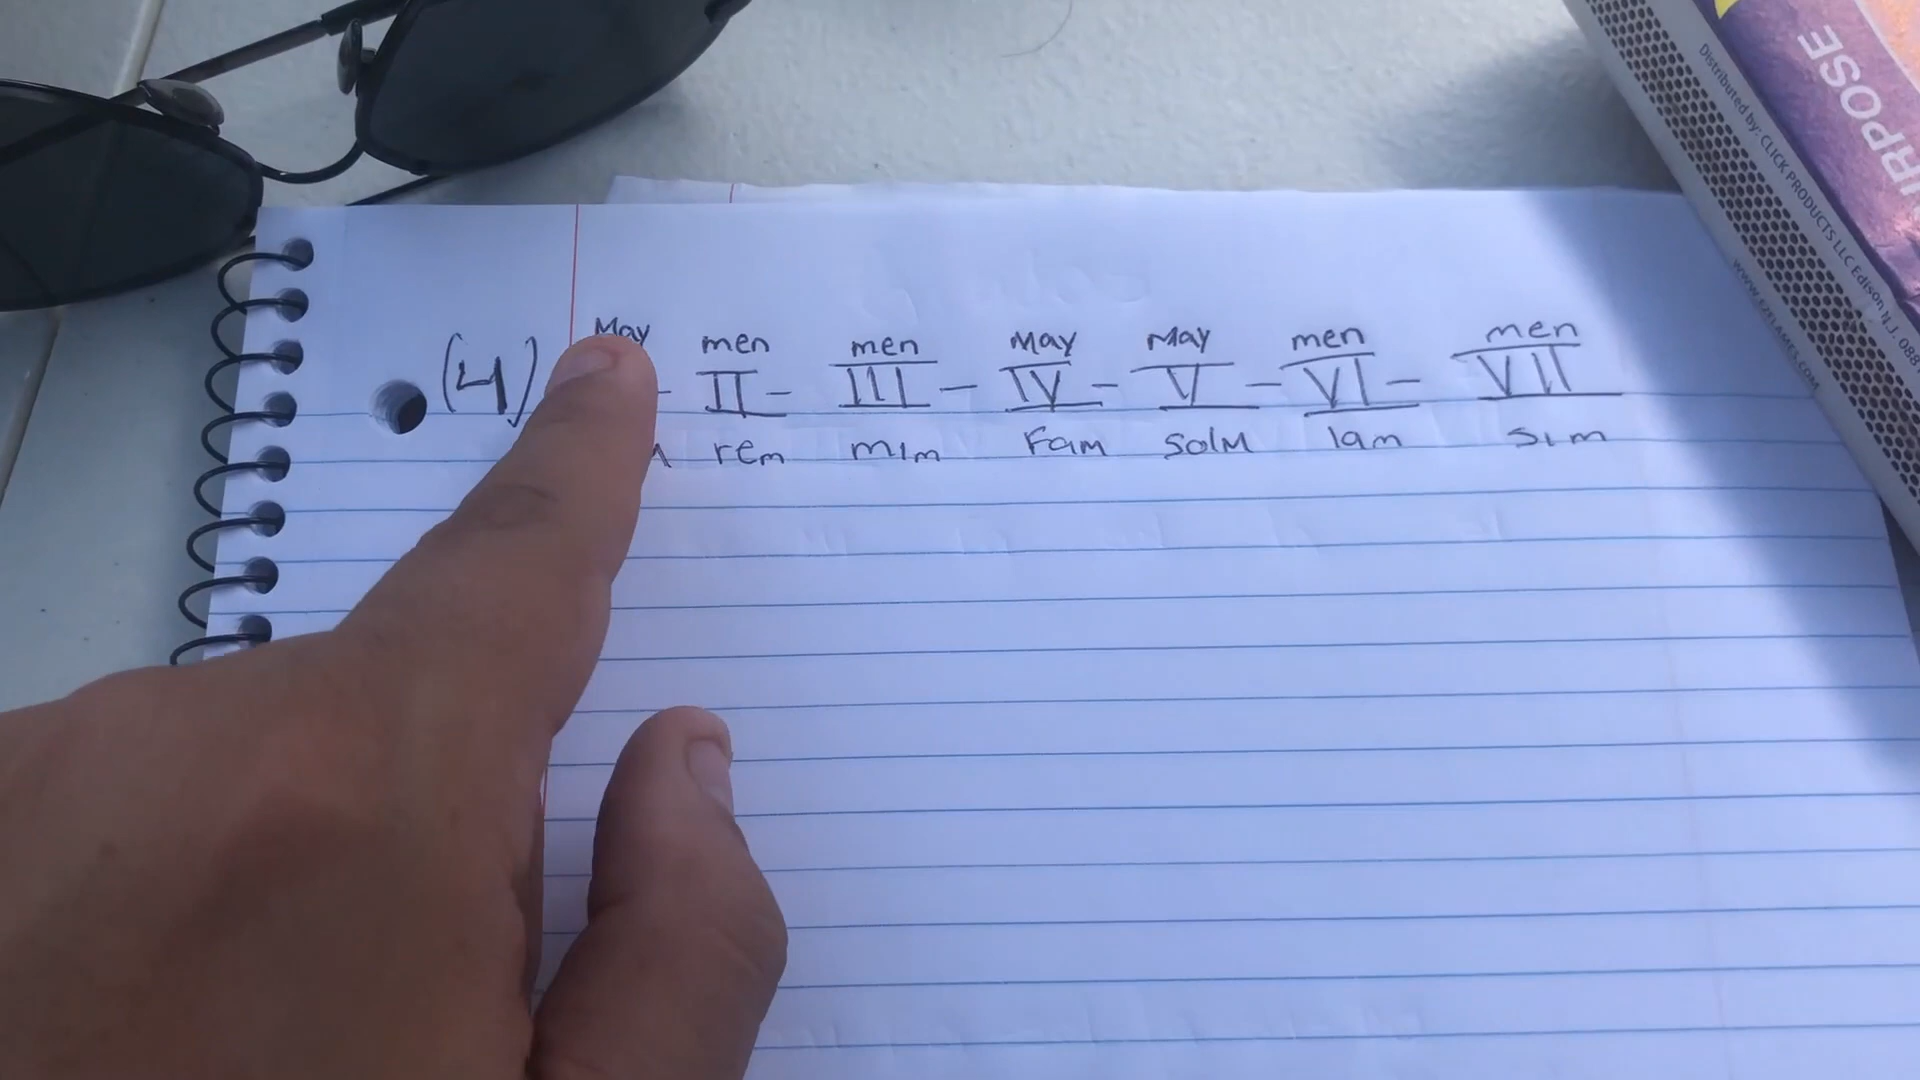 May men men May May men men
(4) - II - III - IV - V - VI - VII
rem mim Fam SolM lam sim
Distributed by: CLICK PRODUCTS LLC Edison N.J. 088